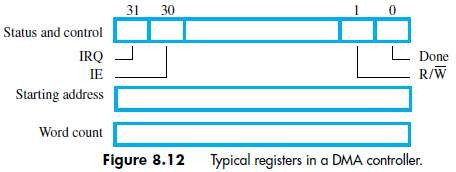 31 30 1 0
Status and control
IRQ Done
IE R/W̅
Starting address
Word count
Figure 8.12 Typical registers in a DMA controller.